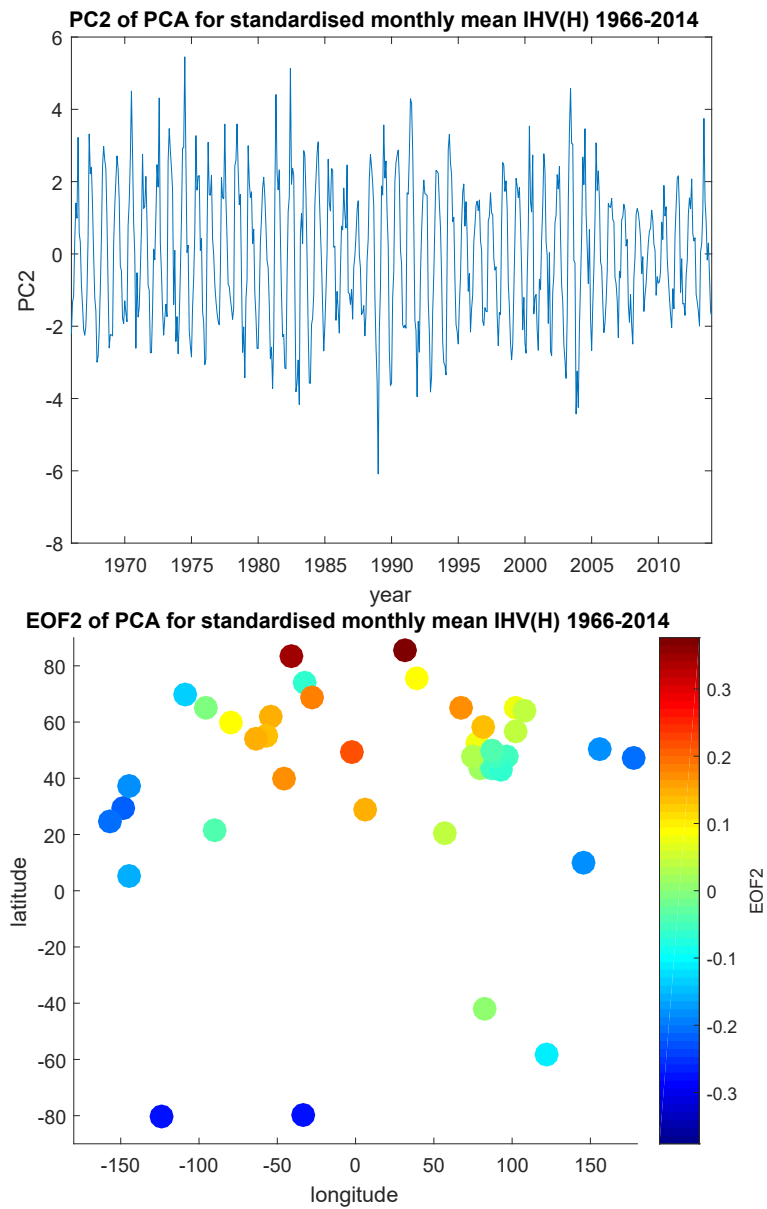 PC2 of PCA for standardised monthly mean IHV(H) 1966-2014
6
4
2
0
-2
-4
-6
-8
PC2
1970 1975 1980 1985 1990 1995 2000 2005 2010
year
EOF2 of PCA for standardised monthly mean IHV(H) 1966-2014
80
60
40
20
0
-20
-40
-60
-80
latitude
-150 -100 -50 0 50 100 150
longitude
0.3
0.2
0.1
0
-0.1
-0.2
-0.3
EOF2